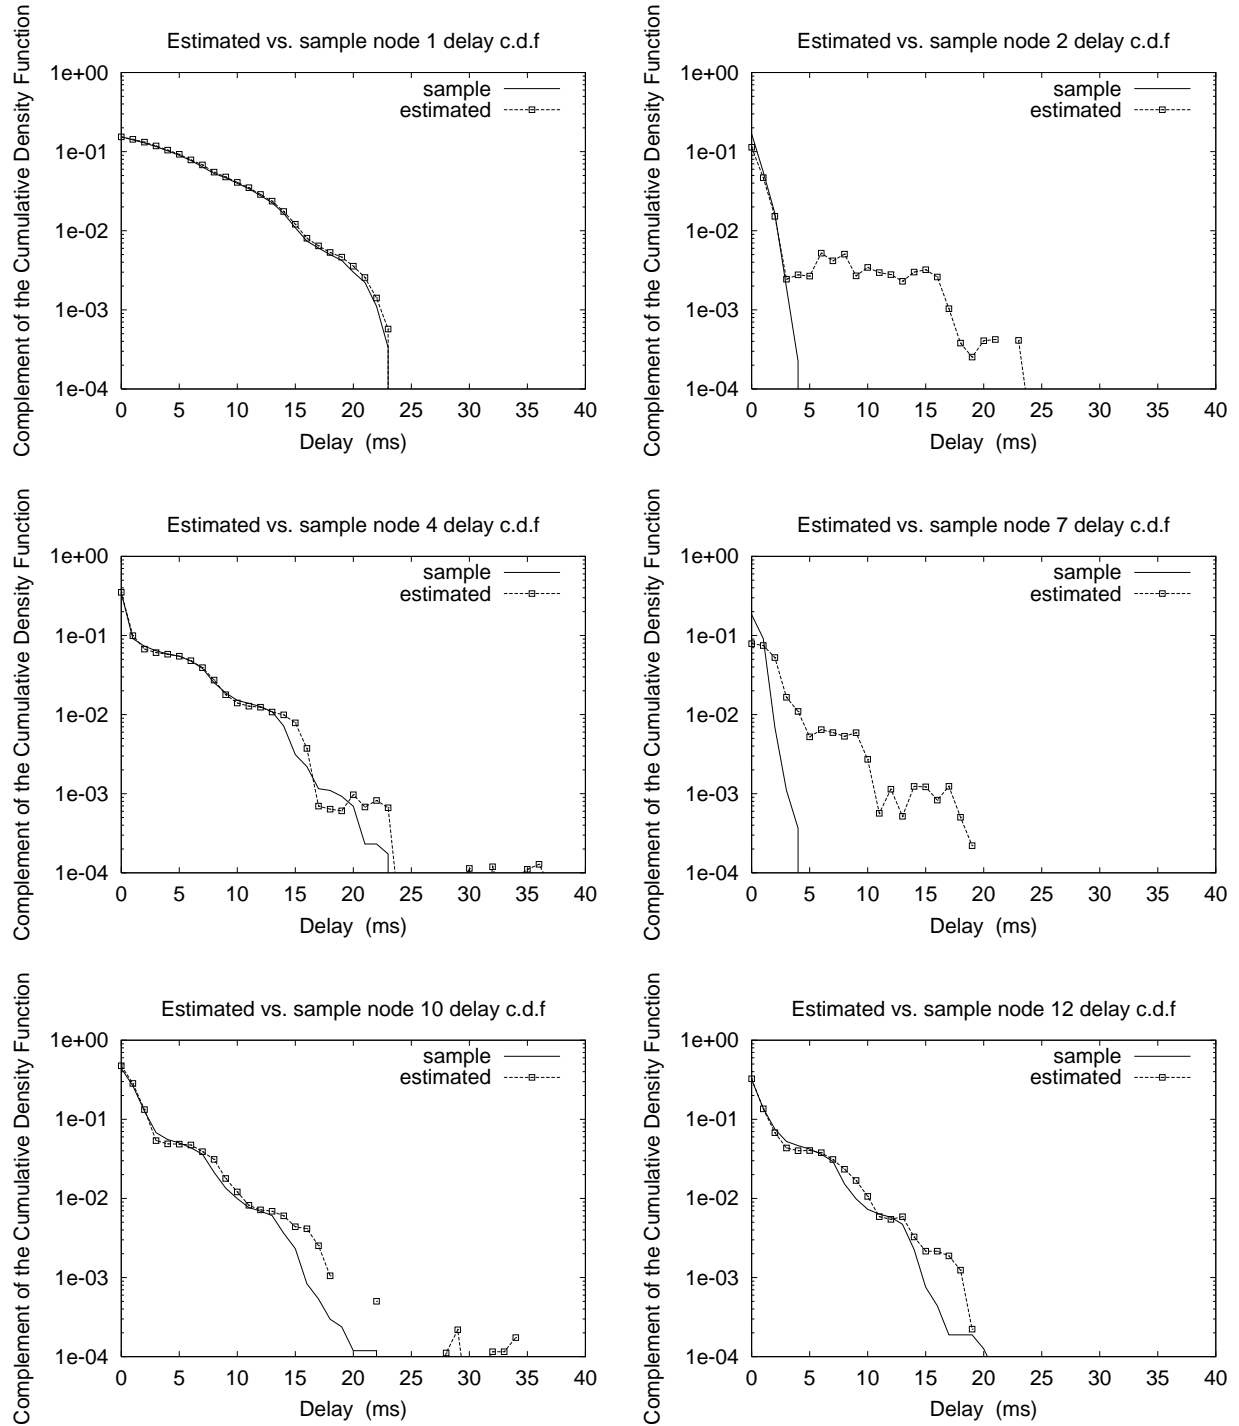 Estimated vs. sample node 1 delay c.d.f
Complement of the Cumulative Density Function
1e+00
1e-01
1e-02
1e-03
1e-04
sample
estimated
0 5 10 15 20 25 30 35 40
Delay (ms)
Estimated vs. sample node 2 delay c.d.f
Complement of the Cumulative Density Function
1e+00
1e-01
1e-02
1e-03
1e-04
sample
estimated
0 5 10 15 20 25 30 35 40
Delay (ms)
Estimated vs. sample node 4 delay c.d.f
Complement of the Cumulative Density Function
1e+00
1e-01
1e-02
1e-03
1e-04
sample
estimated
0 5 10 15 20 25 30 35 40
Delay (ms)
Estimated vs. sample node 7 delay c.d.f
Complement of the Cumulative Density Function
1e+00
1e-01
1e-02
1e-03
1e-04
sample
estimated
0 5 10 15 20 25 30 35 40
Delay (ms)
Estimated vs. sample node 10 delay c.d.f
Complement of the Cumulative Density Function
1e+00
1e-01
1e-02
1e-03
1e-04
sample
estimated
0 5 10 15 20 25 30 35 40
Delay (ms)
Estimated vs. sample node 12 delay c.d.f
Complement of the Cumulative Density Function
1e+00
1e-01
1e-02
1e-03
1e-04
sample
estimated
0 5 10 15 20 25 30 35 40
Delay (ms)